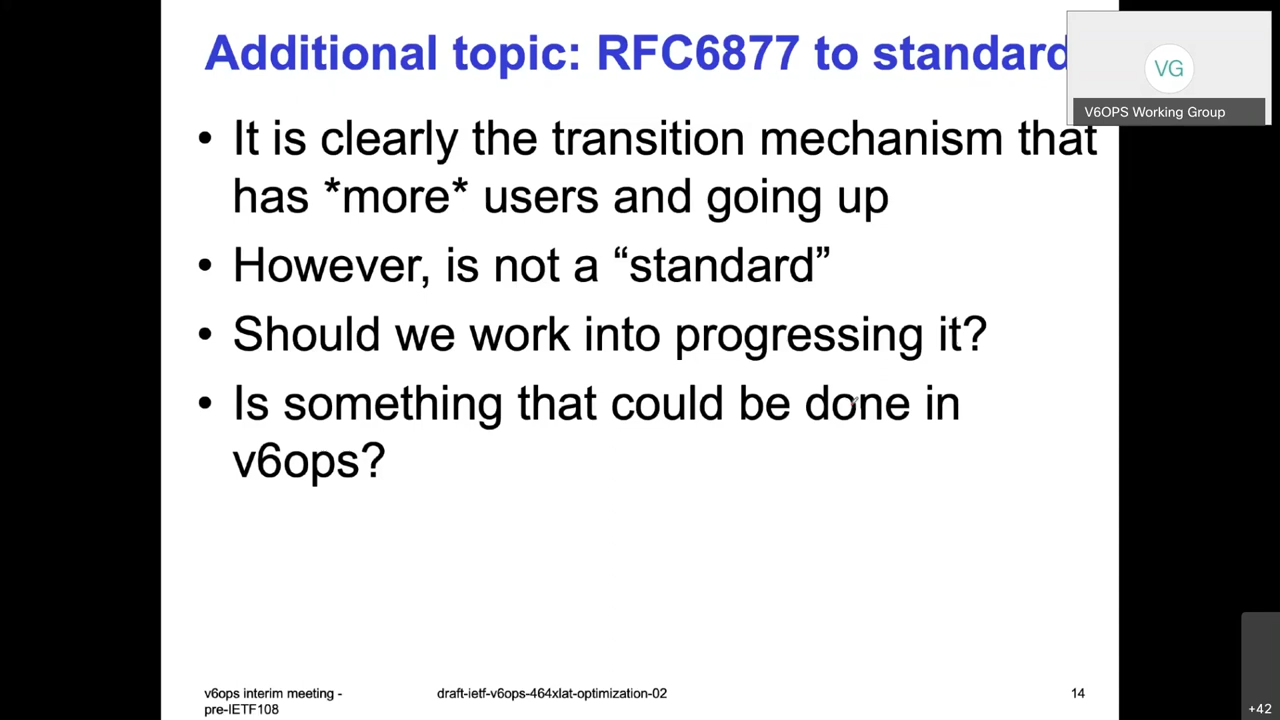 Additional topic: RFC6877 to standard
VG
V6OPS Working Group
• It is clearly the transition mechanism that
has *more* users and going up
• However, is not a “standard”
• Should we work into progressing it?
• Is something that could be done in
v6ops?
v6ops interim meeting -
pre-IETF108
draft-ietf-v6ops-464xlat-optimization-02
14
+42